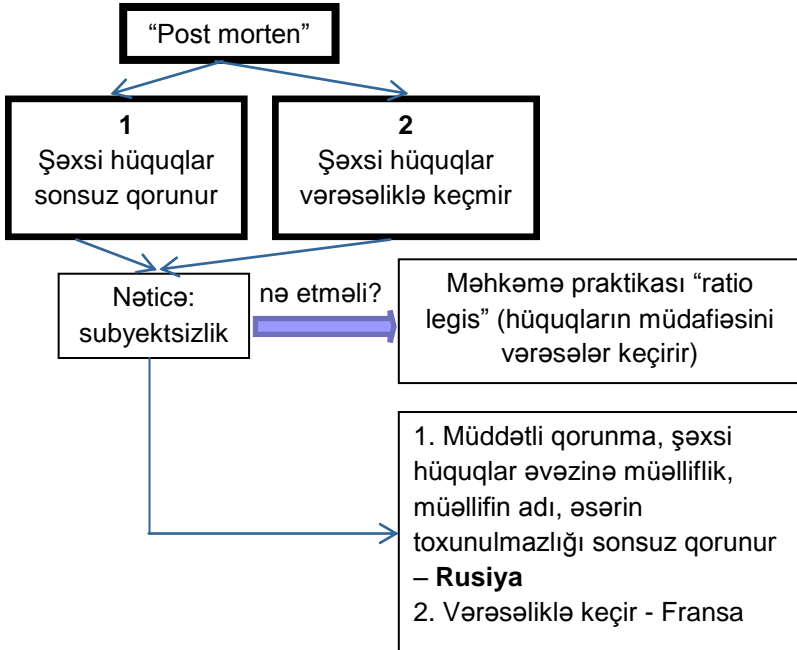 “Post morten”
1
Şəxsi hüquqlar
sonsuz qorunur
2
Şəxsi hüquqlar
vərəsəliklə keçmir
Nəticə:
subyektsizlik
nə etməli?
Məhkəmə praktikası “ratio
legis” (hüquqların müdafiəsini
vərəsələr keçirir)
1. Müddətli qorunma, şəxsi
hüquqlar əvəzinə müəlliflik,
müəllifin adı, əsərin
toxunulmazlığı sonsuz qorunur
– Rusiya
2. Vərəsəliklə keçir - Fransa